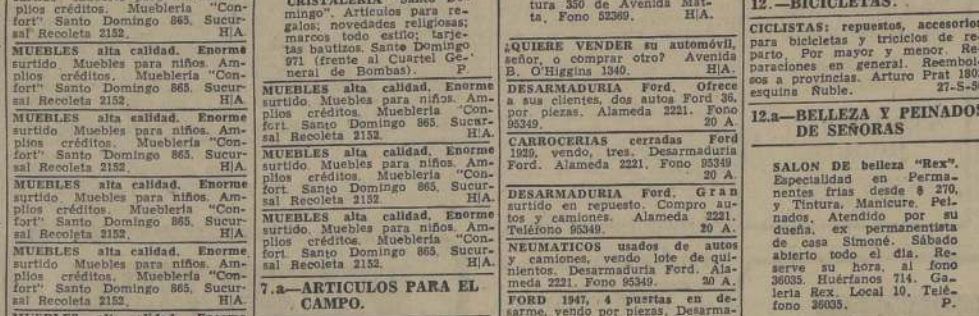 plios créditos. Mueblería "Con-
fort" Santo Domingo 865, Sucur-
sal Recoleta 2152. H|A.
MUEBLES alta calidad. Enorme
surtido. Muebles para niños. Am-
plios créditos. Mueblería "Con-
fort" Santo Domingo 865, Sucur-
sal Recoleta 2152. H|A.
MUEBLES alta calidad. Enorme
surtido. Muebles para niños. Am-
plios créditos. Mueblería "Con-
fort" Santo Domingo 865, Sucur-
sal Recoleta 2152. H|A.
MUEBLES alta calidad. Enorme
surtido. Muebles para niños. Am-
plios créditos. Mueblería "Con-
fort" Santo Domingo 865, Sucur-
sal Recoleta 2152. H|A.
MUEBLES alta calidad. Enorme
surtido. Muebles para niños. Am-
plios créditos. Mueblería "Con-
fort" Santo Domingo 865, Sucur-
sal Recoleta 2152. H|A.
MUEBLES alta calidad. Enorme
CRISTALERIA "Santo Do-
mingo". Artículos para re-
galos; novedades religiosas;
marcos todo estilo; tarje-
tas bautizos. Santo Domingo
971 (frente al Cuartel Ge-
neral de Bombas). P.
MUEBLES alta calidad, Enorme
surtido. Muebles para niños. Am-
plios créditos. Mueblería "Con-
fort. Santo Domingo 865, Sucur-
sal Recoleta 2152. H|A.
MUEBLES alta calidad, Enorme
surtido. Muebles para niños. Am-
plios créditos. Mueblería "Con-
fort. Santo Domingo 865, Sucur-
sal Recoleta 2152. H|A.
MUEBLES alta calidad, Enorme
surtido. Muebles para niños. Am-
plios créditos. Mueblería "Con-
fort. Santo Domingo 865, Sucur-
sal Recoleta 2152. H|A.
7.a—ARTICULOS PARA EL
CAMPO.
tura 350 de Avenida Mat-
ta. Fono 52369. H|A.
¿QUIERE VENDER su automóvil,
señor, o comprar otro? Avenida
B. O'Higgins 1340. H|A.
DESARMADURIA Ford. Ofrece
a sus clientes, dos autos Ford 36,
por piezas. Alameda 2221. Fono
95349. 20 A.
CARROCERIAS cerradas Ford
1929, vendo, tres. Desarmaduría
Ford. Alameda 2221. Fono 95349
20 A.
DESARMADURIA Ford. Gran
surtido en repuesto. Compro au-
tos y camiones. Alameda 2221.
Teléfono 95349. 20 A.
NEUMATICOS usados de autos
y camiones, vendo lote de qui-
nientos. Desarmaduría Ford. Ala-
meda 2221. Fono 95349. 20 A.
FORD 1947, 4 puertas en de-
sarme, vendo por piezas. Desarma-
12.—BICICLETAS.
CICLISTAS: repuestos, accesorios
para bicicletas y triciclos de re-
parto. Por mayor y menor. Re-
paraciones en general. Reembol-
sos a provincias. Arturo Prat 180
esquina Ñuble. 27-S-5
12.a—BELLEZA Y PEINADO
DE SEÑORAS
SALON DE belleza "Rex".
Especialidad en Perma-
nentes frías desde $ 270,
y Tintura, Manicure, Pei-
nados. Atendido por su
dueña, ex permanentista
de casa Simoné. Sábado
abierto todo el día. Re-
serve su hora, al fono
36035. Huérfanos 714. Ga-
lería Rex. Local 10, Telé-
fono 36035. P.